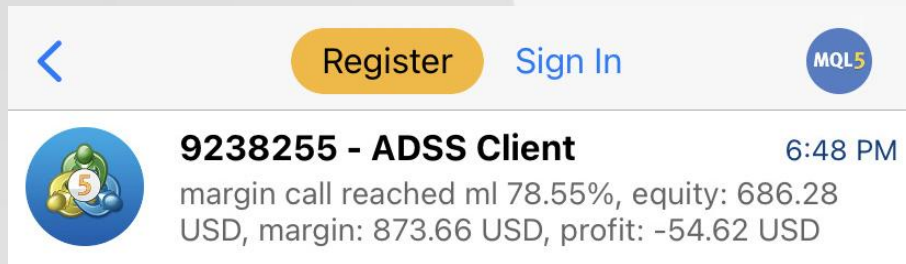 Register Sign In MQL5
9238255 - ADSS Client 6:48 PM
5
margin call reached ml 78.55%, equity: 686.28
USD, margin: 873.66 USD, profit: -54.62 USD